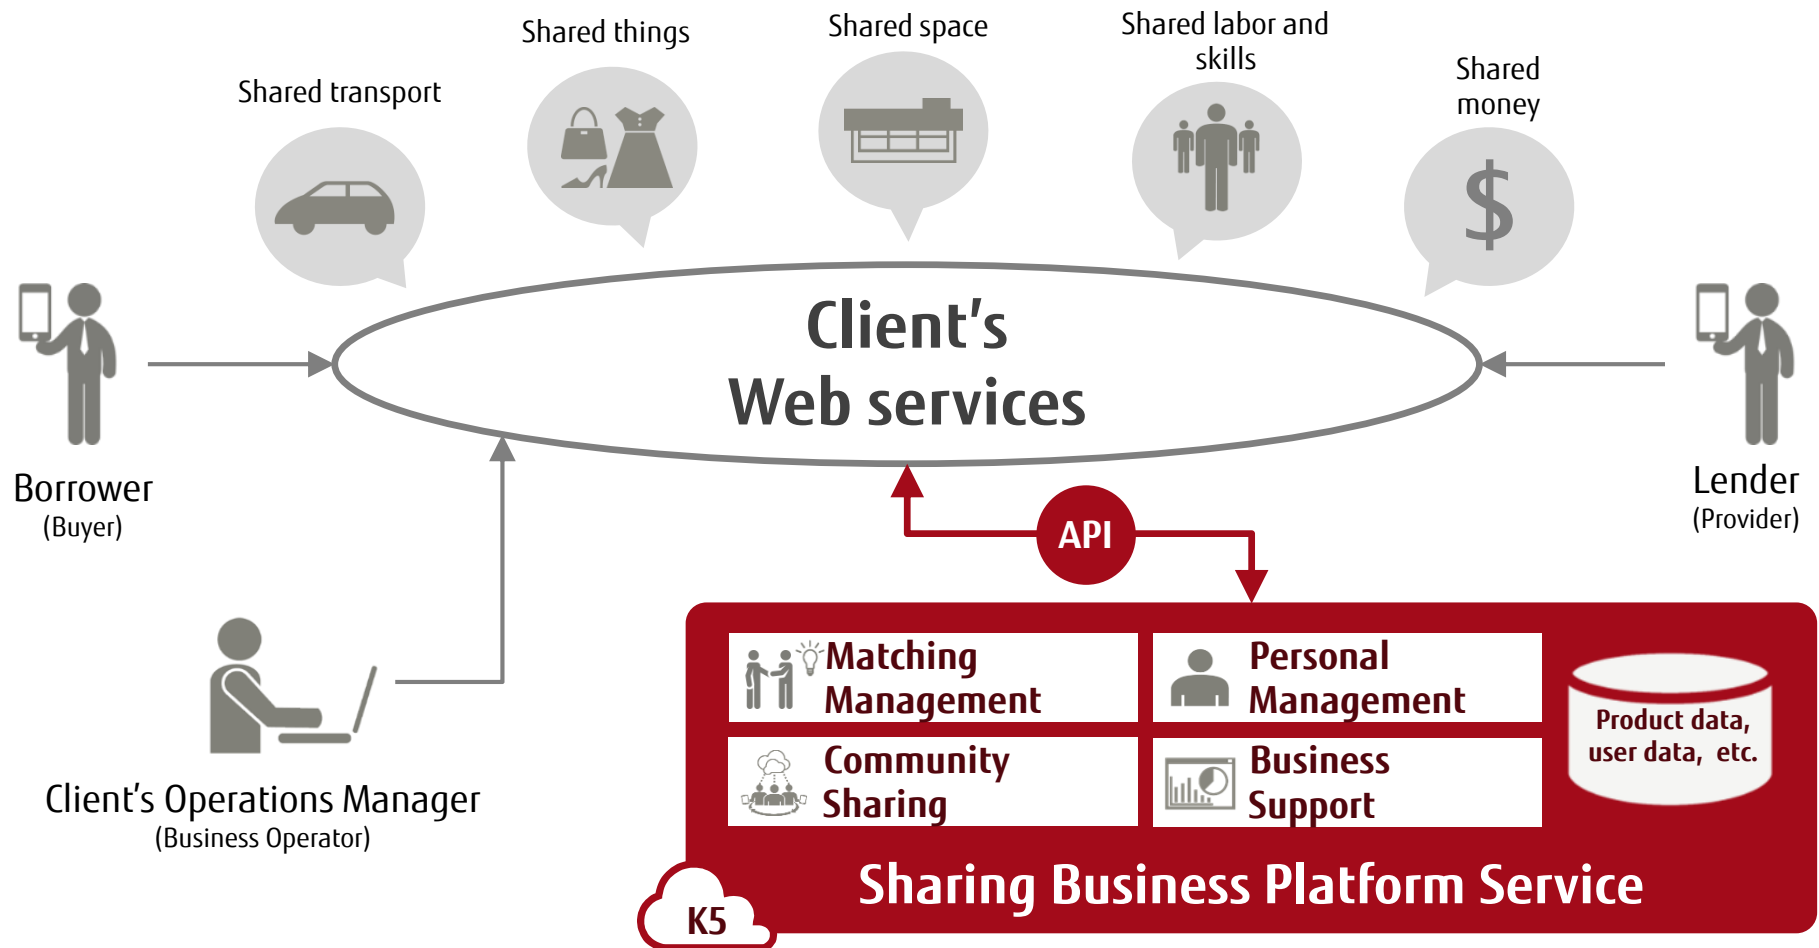 Shared transport
Shared things
Shared space
Shared labor and
skills
Shared
money
$
Client's
Web services
Borrower
(Buyer)
Lender
(Provider)
API
Client's Operations Manager
(Business Operator)
Matching
Management
Personal
Management
Community
Sharing
Business
Support
Product data,
user data, etc.
Sharing Business Platform Service
K5